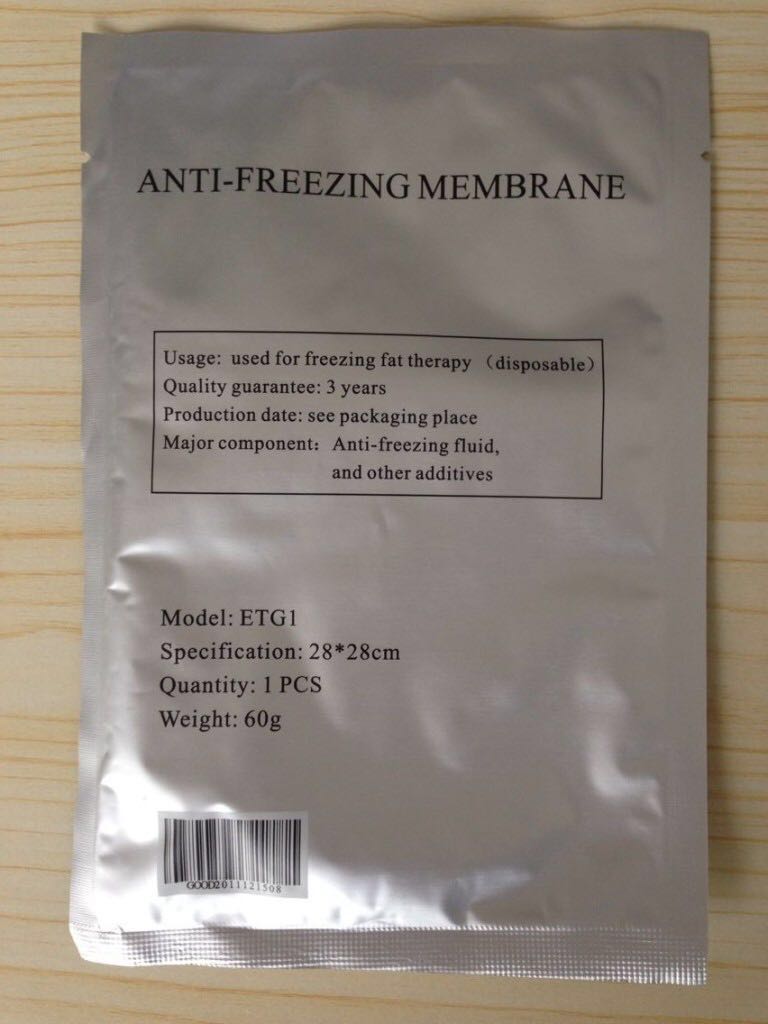 ANTI-FREEZING MEMBRANE
Usage: used for freezing fat therapy （disposable）
Quality guarantee: 3 years
Production date: see packaging place
Major component： Anti-freezing fluid,
and other additives
Model: ETG1
Specification: 28*28cm
Quantity: 1 PCS
Weight: 60g
GOOD2011121508